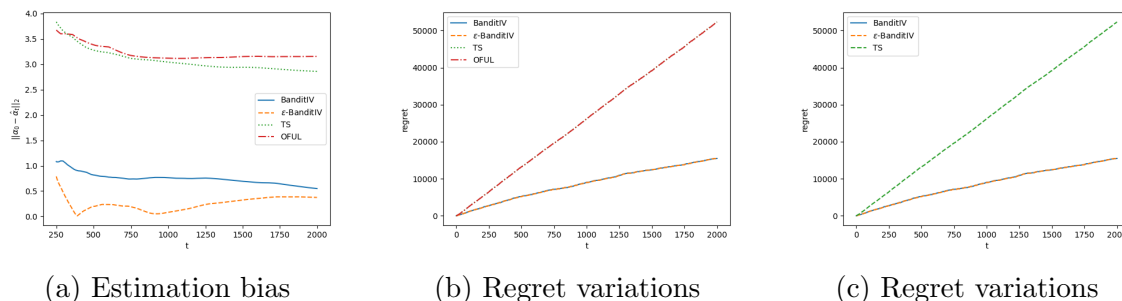 4.0
3.5
3.0
2.5
2.0
1.5
1.0
0.5
0.0
||α₀ − α̂ₜ||₂
BanditIV
ε-BanditIV
TS
OFUL
250 500 750 1000 1250 1500 1750 2000
t
(a) Estimation bias
50000
40000
30000
20000
10000
0
regret
BanditIV
ε-BanditIV
TS
OFUL
0 250 500 750 1000 1250 1500 1750 2000
t
(b) Regret variations
50000
40000
30000
20000
10000
0
regret
BanditIV
ε-BanditIV
TS
0 250 500 750 1000 1250 1500 1750 2000
t
(c) Regret variations